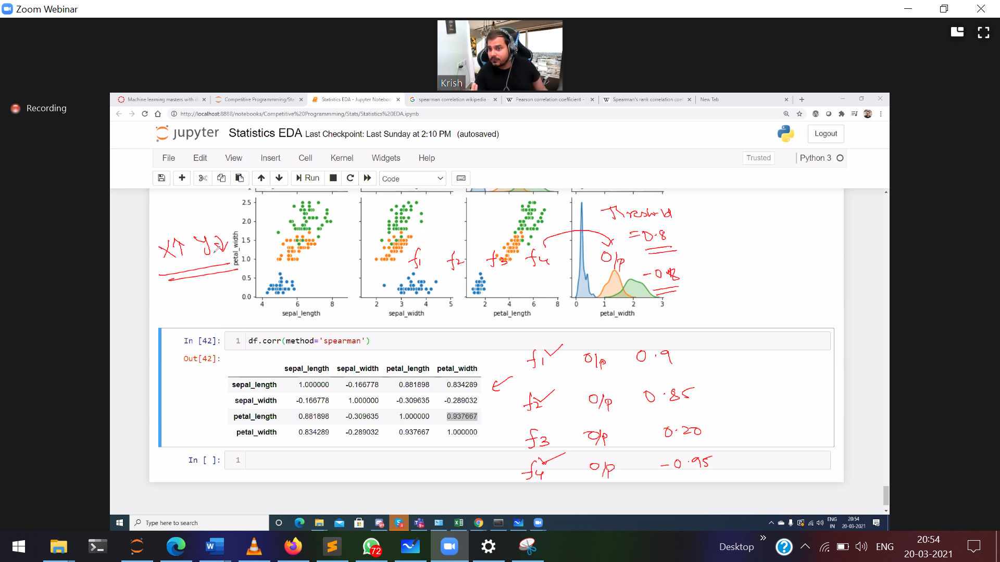 Zoom Webinar
Krish
Recording
Machine learning masters with d
Competitive Programmming/Stat
Statistics EDA - Jupyter Noteboo
spearman correlation wikipedia -
Pearson correlation coefficient -
Spearman's rank correlation coef
New Tab
http://localhost:8888/notebooks/Competitive%20Programmming/Stats/Statistics%20EDA.ipynb
jupyter Statistics EDA Last Checkpoint: Last Sunday at 2:10 PM (autosaved)
Logout
File Edit View Insert Cell Kernel Widgets Help
Trusted Python 3
Run Code
2.5
2.0
1.5
1.0
0.5
0.0
petal_width
4 6 8
2 3 4 5
2 4 6 8
0 1 2 3
sepal_length sepal_width petal_length petal_width
X↑ Y
f1 f2 f3 f4 O/p
Threshold
= 0.8
-0.8
In [42]: 1 df.corr(method='spearman')
Out[42]:
sepal_length sepal_width petal_length petal_width
sepal_length 1.000000 -0.166778 0.881898 0.834289
sepal_width -0.166778 1.000000 -0.309635 -0.289032
petal_length 0.881898 -0.309635 1.000000 0.937667
petal_width 0.834289 -0.289032 0.937667 1.000000
f1 O/p 0.9
f2 O/p 0.85
f3 O/p 0.20
f4 O/p -0.95
In [ ]: 1
Type here to search
9+
3
9+
ENG
IN
20:54
20-03-2021
72
Desktop
ENG
20:54
20-03-2021